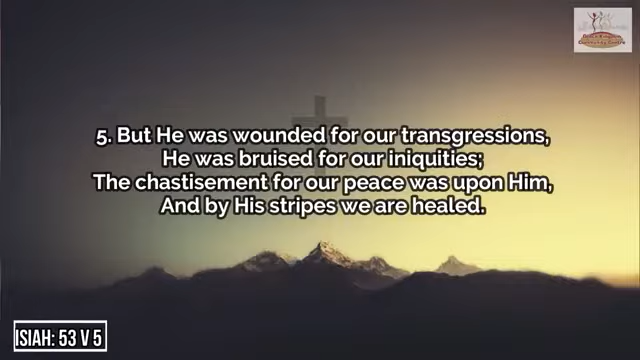 5. But He was wounded for our transgressions,
He was bruised for our iniquities;
The chastisement for our peace was upon Him,
And by His stripes we are healed.
ISIAH: 53 V 5